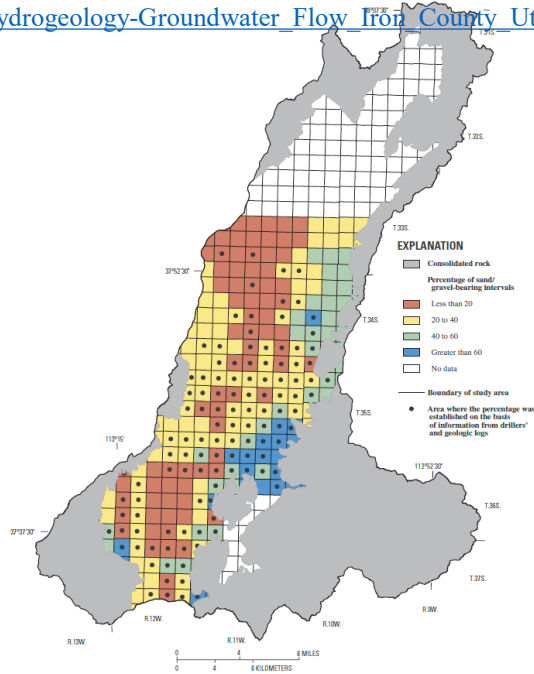 ydrogeology-Groundwater_Flow_Iron_County_Ut
T.32S.
T.33S.
EXPLANATION
Consolidated rock
Percentage of sand/
gravel-bearing intervals
Less than 20
20 to 40
40 to 60
Greater than 60
No data
Boundary of study area
Area where the percentage was
established on the basis
of information from drillers'
and geologic logs
37°52'30"
T.34S.
T.35S.
113°15'
112°52'30"
T.36S.
37°37'30"
T.37S.
R.9W.
R.10W.
R.11W.
R.12W.
R.13W.
0 4 8 MILES
0 4 8 KILOMETERS